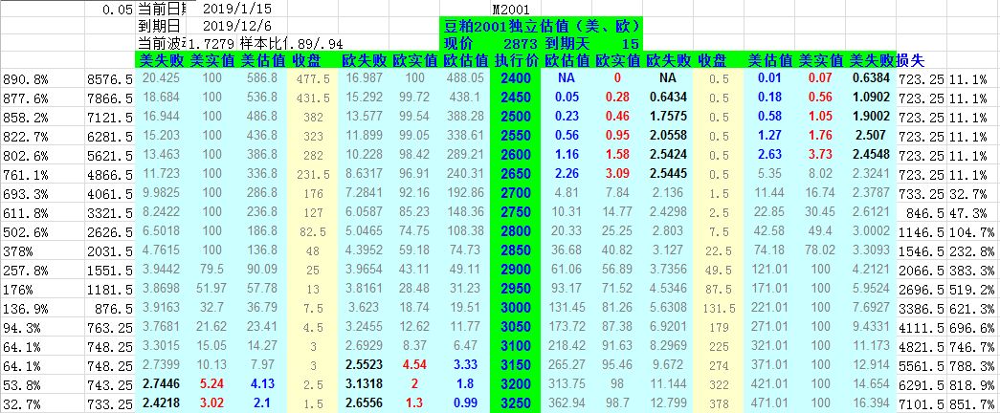 0.05 当前日期 2019/1/15 M2001
到期日 2019/12/6 豆粕2001独立估值（美、欧）
当前波动 1.7279 样本比例 .89/.94 现价 2873 到期天 15
美失败 美实值 美估值 收盘 欧失败 欧实值 欧估值 执行价 欧估值 欧实值 欧失败 收盘 美估值 美实值 美失败 损失
890.8% 8576.5 20.425 100 586.8 477.5 16.987 100 488.05 2400 NA 0 NA 0.5 0.01 0.07 0.6384 723.25 11.1%
877.6% 7866.5 18.684 100 536.8 431.5 15.292 99.72 438.1 2450 0.05 0.28 0.6434 0.5 0.18 0.56 1.0902 723.25 11.1%
858.2% 7121.5 16.944 100 486.8 382 13.577 99.54 388.28 2500 0.23 0.46 1.7575 0.5 0.58 1.05 1.9002 723.25 11.1%
822.7% 6281.5 15.203 100 436.8 323 11.899 99.05 338.61 2550 0.56 0.95 2.0558 0.5 1.27 1.76 2.507 723.25 11.1%
802.6% 5621.5 13.463 100 386.8 282 10.228 98.42 289.21 2600 1.16 1.58 2.5424 0.5 2.63 3.73 2.4548 723.25 11.1%
761.1% 4866.5 11.723 100 336.8 231.5 8.6317 96.91 240.31 2650 2.26 3.09 2.5445 0.5 5.35 8.02 2.3241 723.25 11.1%
693.3% 4061.5 9.9825 100 286.8 176 7.2841 92.16 192.86 2700 4.81 7.84 2.136 1.5 11.44 16.74 2.3787 733.25 32.7%
611.8% 3321.5 8.2422 100 236.8 127 6.0587 85.23 148.36 2750 10.31 14.77 2.4298 2.5 22.85 30.45 2.6121 846.5 47.3%
502.6% 2626.5 6.5018 100 186.8 82.5 5.0465 74.75 108.38 2800 20.33 25.25 2.803 7.5 42.58 49.4 3.0002 1146.5 104.7%
378% 2031.5 4.7615 100 136.8 48 4.3952 59.18 74.73 2850 36.68 40.82 3.127 22.5 74.18 78.02 3.3093 1546.5 232.8%
257.8% 1551.5 3.9442 79.5 90.09 25 3.9654 43.11 49.11 2900 61.06 56.89 3.7356 49.5 121.01 100 4.2121 2066.5 383.3%
176% 1181.5 3.8698 51.97 57.78 13 3.8161 28.48 31.23 2950 93.17 71.52 4.5346 87.5 171.01 100 5.9524 2696.5 519.2%
136.9% 876.5 3.9163 32.7 36.79 7.5 3.623 18.74 19.51 3000 131.45 81.26 5.6308 131.5 221.01 100 7.6927 3386.5 621.3%
94.3% 763.25 3.7681 21.62 23.41 4.5 3.2455 12.62 11.77 3050 173.72 87.38 6.9201 179 271.01 100 9.4331 4111.5 696.6%
64.1% 748.25 3.3015 15.05 14.27 3 2.6929 8.37 6.47 3100 218.42 91.63 8.2969 225 321.01 100 11.173 4821.5 746.7%
64.1% 748.25 2.7399 10.13 7.97 3 2.5523 4.54 3.33 3150 265.27 95.46 9.672 274 371.01 100 12.914 5561.5 788.3%
53.8% 743.25 2.7446 5.24 4.13 2.5 3.1318 2 1.8 3200 313.75 98 11.144 322 421.01 100 14.654 6291.5 818.9%
32.7% 733.25 2.4218 3.02 2.1 1.5 2.6556 1.3 0.99 3250 362.94 98.7 12.799 378 471.01 100 16.394 7101.5 851.7%